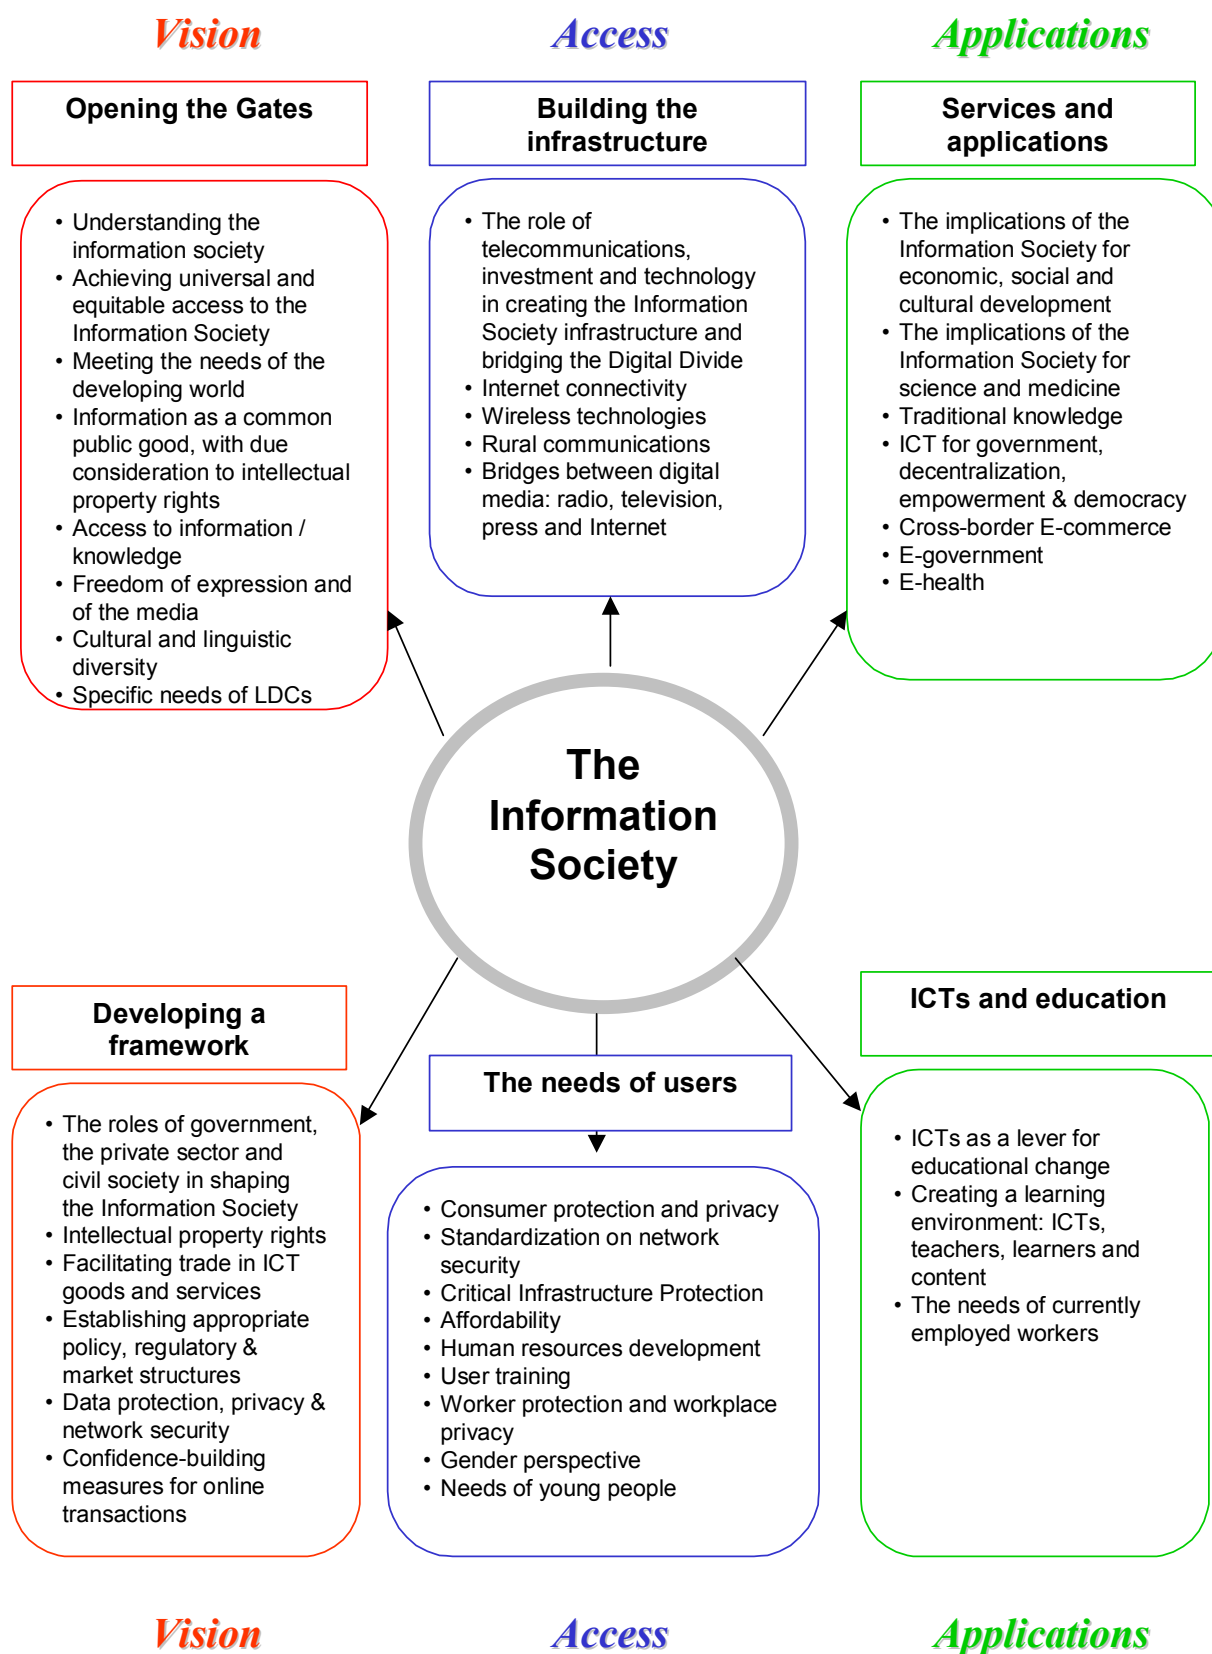 Vision
Access
Applications
Opening the Gates
Building the
infrastructure
Services and
applications
• Understanding the
information society
• Achieving universal and
equitable access to the
Information Society
• Meeting the needs of the
developing world
• Information as a common
public good, with due
consideration to intellectual
property rights
• Access to information /
knowledge
• Freedom of expression and
of the media
• Cultural and linguistic
diversity
• Specific needs of LDCs
• The role of
telecommunications,
investment and technology
in creating the Information
Society infrastructure and
bridging the Digital Divide
• Internet connectivity
• Wireless technologies
• Rural communications
• Bridges between digital
media: radio, television,
press and Internet
• The implications of the
Information Society for
economic, social and
cultural development
• The implications of the
Information Society for
science and medicine
• Traditional knowledge
• ICT for government,
decentralization,
empowerment & democracy
• Cross-border E-commerce
• E-government
• E-health
The
Information
Society
Developing a
framework
The needs of users
ICTs and education
• The roles of government,
the private sector and
civil society in shaping
the Information Society
• Intellectual property rights
• Facilitating trade in ICT
goods and services
• Establishing appropriate
policy, regulatory &
market structures
• Data protection, privacy &
network security
• Confidence-building
measures for online
transactions
• Consumer protection and privacy
• Standardization on network
security
• Critical Infrastructure Protection
• Affordability
• Human resources development
• User training
• Worker protection and workplace
privacy
• Gender perspective
• Needs of young people
• ICTs as a lever for
educational change
• Creating a learning
environment: ICTs,
teachers, learners and
content
• The needs of currently
employed workers
Vision
Access
Applications